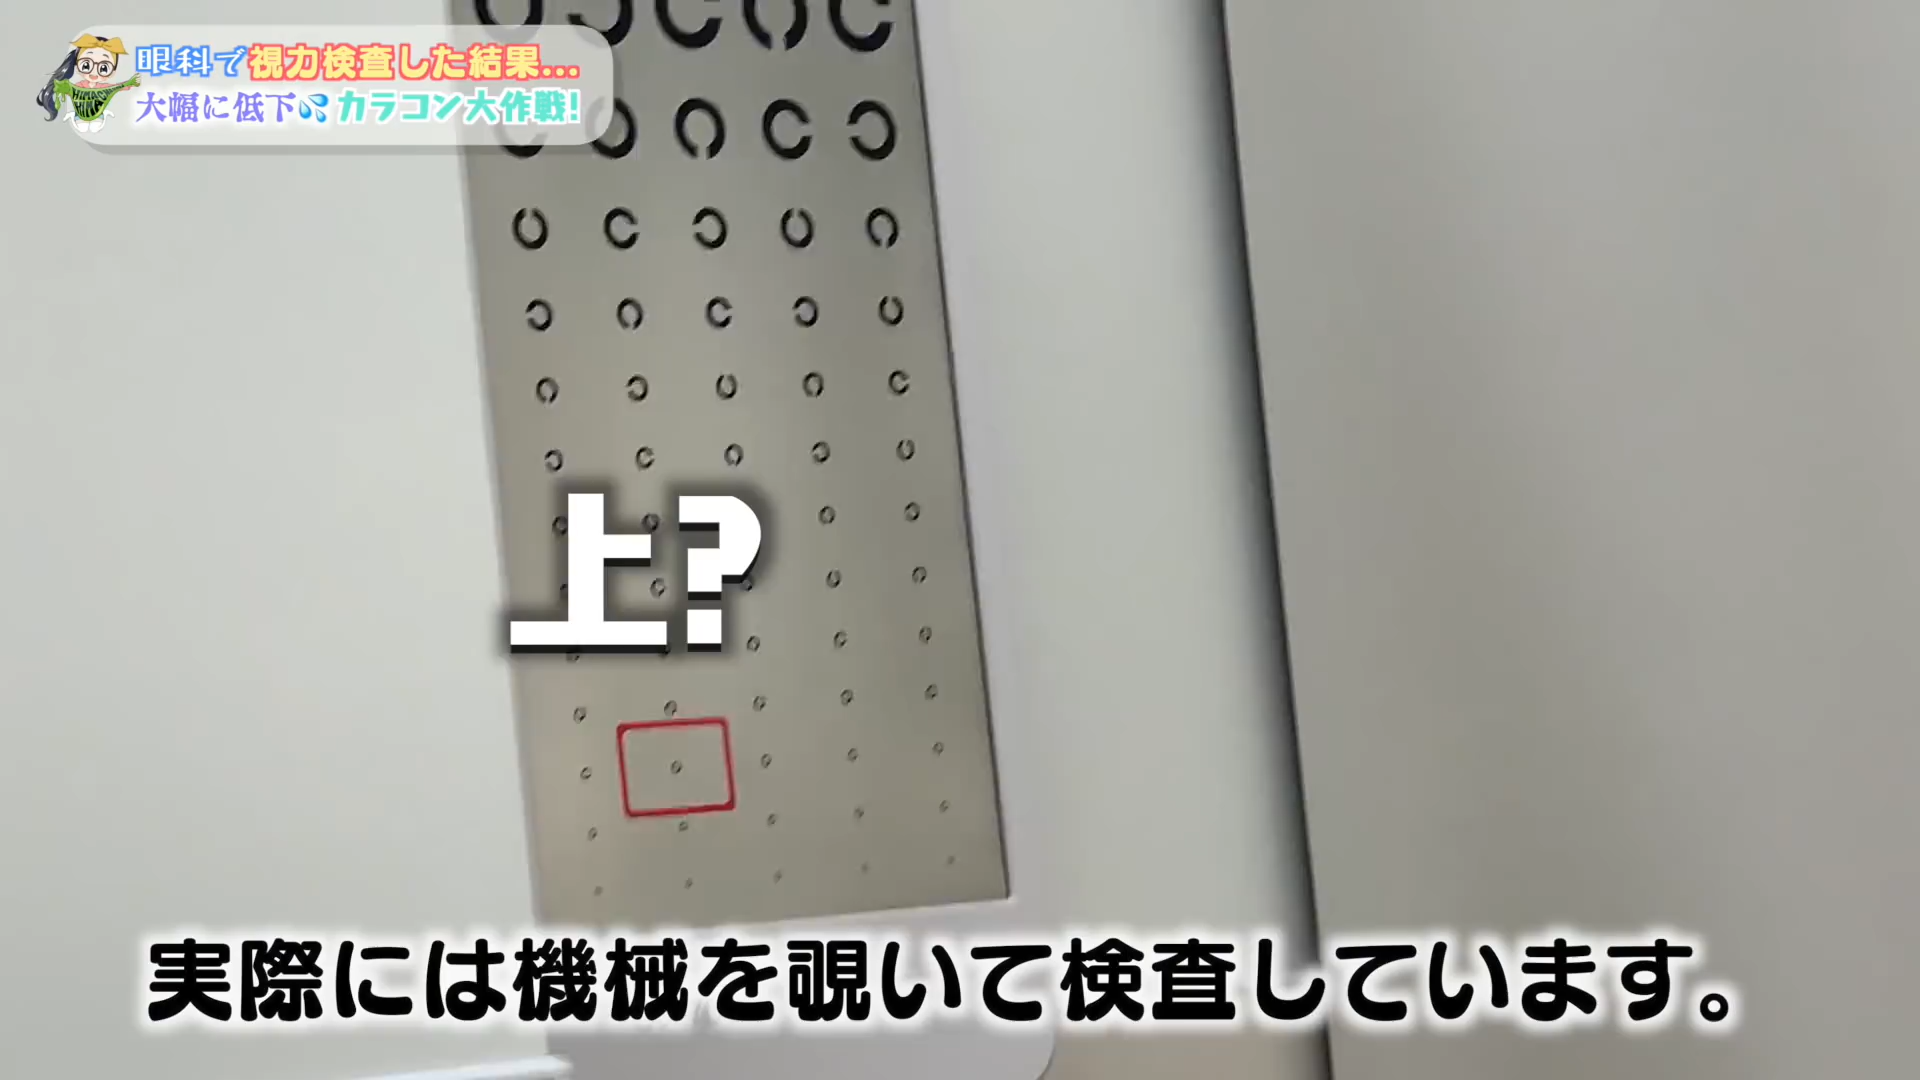 眼科で視力検査した結果...
大幅に低下💦カラコン大作戦!
HIMACHU
HIMA
上?
実際には機械を覗いて検査しています。